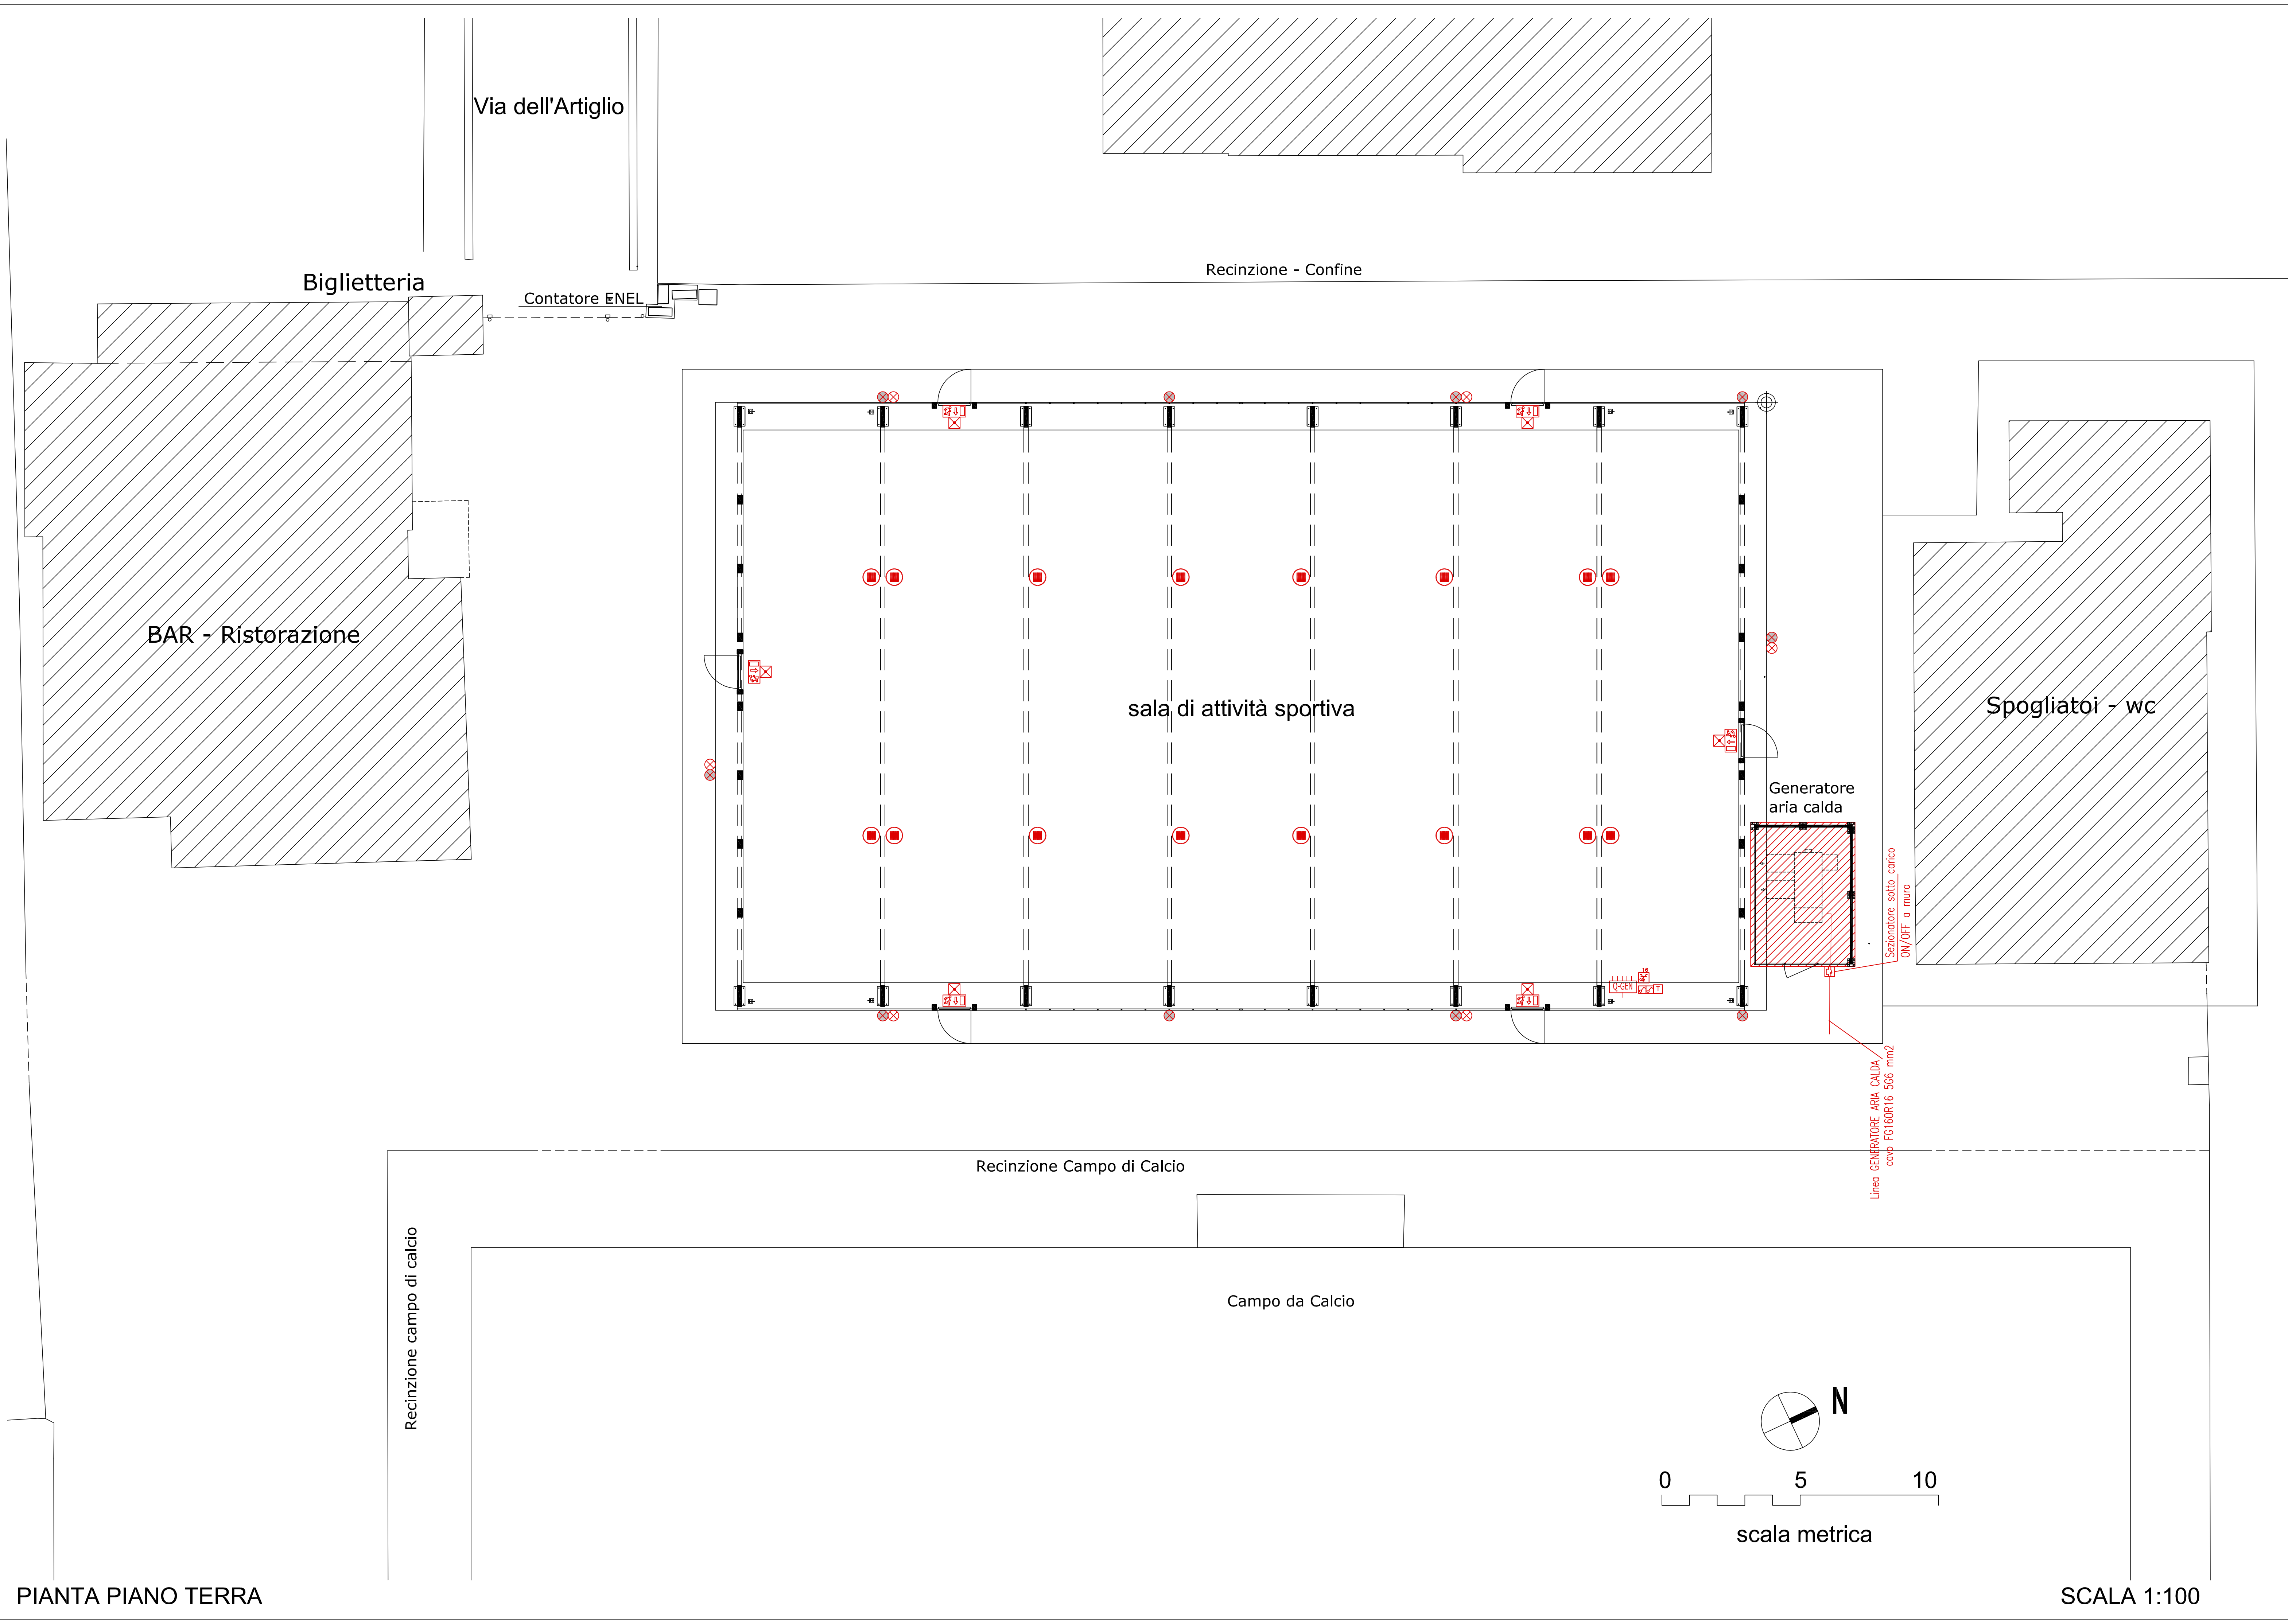 Via dell'Artiglio
Recinzione - Confine
Biglietteria
Contatore ENEL
BAR - Ristorazione
sala di attività sportiva
Spogliatoi - wc
Generatore
aria calda
Sezionatore sotto carico
ON/OFF a muro
16
Q-GEN
T
Linea GENERATORE ARIA CALDA
cavo FG16OR16 5G6 mm2
Recinzione Campo di Calcio
Recinzione campo di calcio
Campo da Calcio
N
0 5 10
scala metrica
PIANTA PIANO TERRA
SCALA 1:100